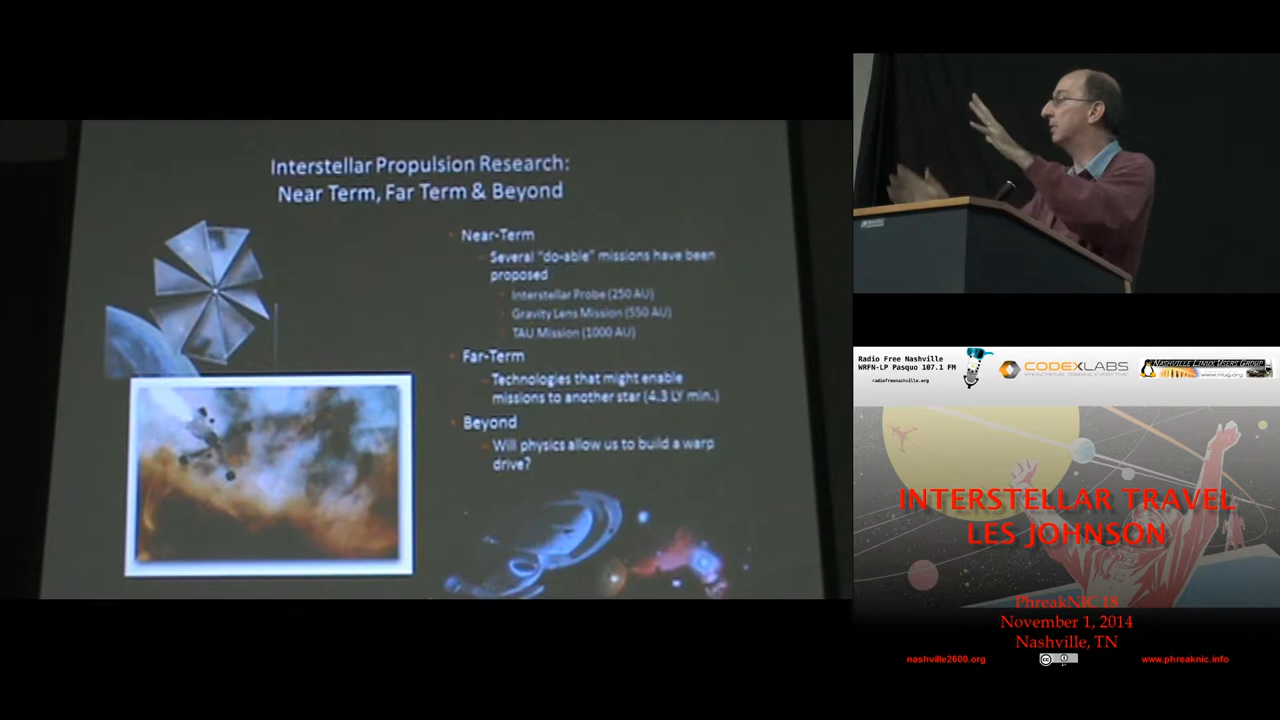 Interstellar Propulsion Research:
Near Term, Far Term & Beyond
Near-Term
Several "do-able" missions have been
proposed
Interstellar Probe (250 AU)
Gravity Lens Mission (550 AU)
TAU Mission (1000 AU)
Far-Term
Technologies that might enable
missions to another star (4.3 LY min.)
Beyond
Will physics allow us to build a warp
drive?
Radio Free Nashville
WRFN-LP Pasquo 107.1 FM
radiofreenashville.org
CODEXLABS
NASHVILLE LINUX USERS GROUP
www.nlug.org
INTERSTELLAR TRAVEL
LES JOHNSON
PhreakNIC 18
November 1, 2014
Nashville, TN
nashville2600.org
cc
www.phreaknic.info